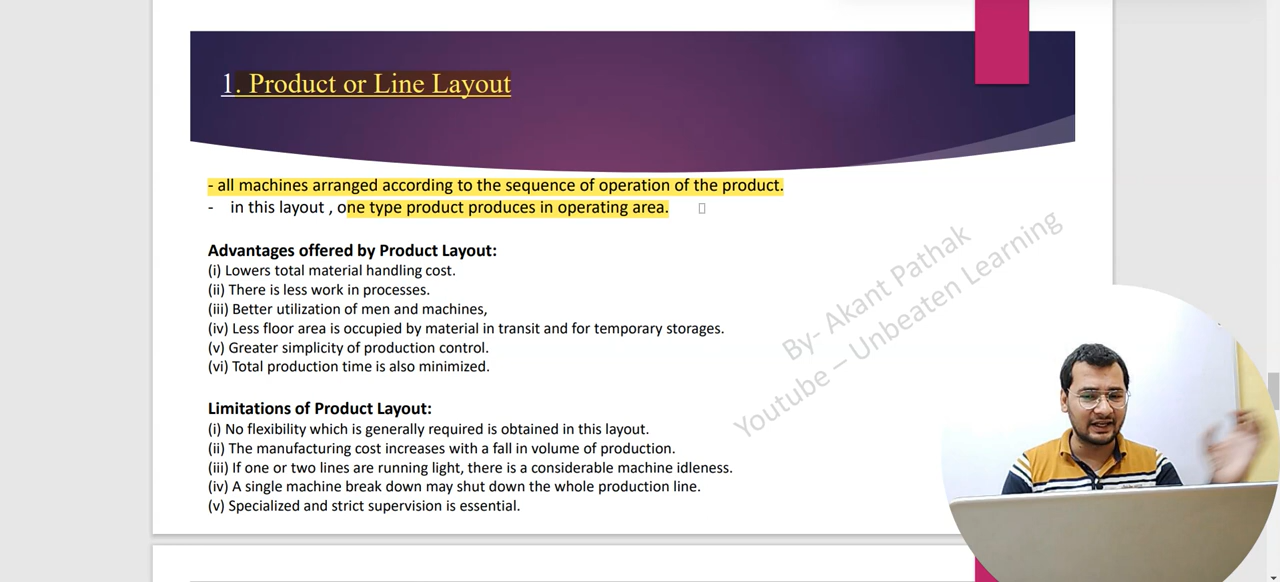 1. Product or Line Layout
- all machines arranged according to the sequence of operation of the product.
- in this layout , one type product produces in operating area.
Advantages offered by Product Layout:
(i) Lowers total material handling cost.
(ii) There is less work in processes.
(iii) Better utilization of men and machines,
(iv) Less floor area is occupied by material in transit and for temporary storages.
(v) Greater simplicity of production control.
(vi) Total production time is also minimized.
Limitations of Product Layout:
(i) No flexibility which is generally required is obtained in this layout.
(ii) The manufacturing cost increases with a fall in volume of production.
(iii) If one or two lines are running light, there is a considerable machine idleness.
(iv) A single machine break down may shut down the whole production line.
(v) Specialized and strict supervision is essential.
By- Akant Pathak
Youtube – Unbeaten Learning